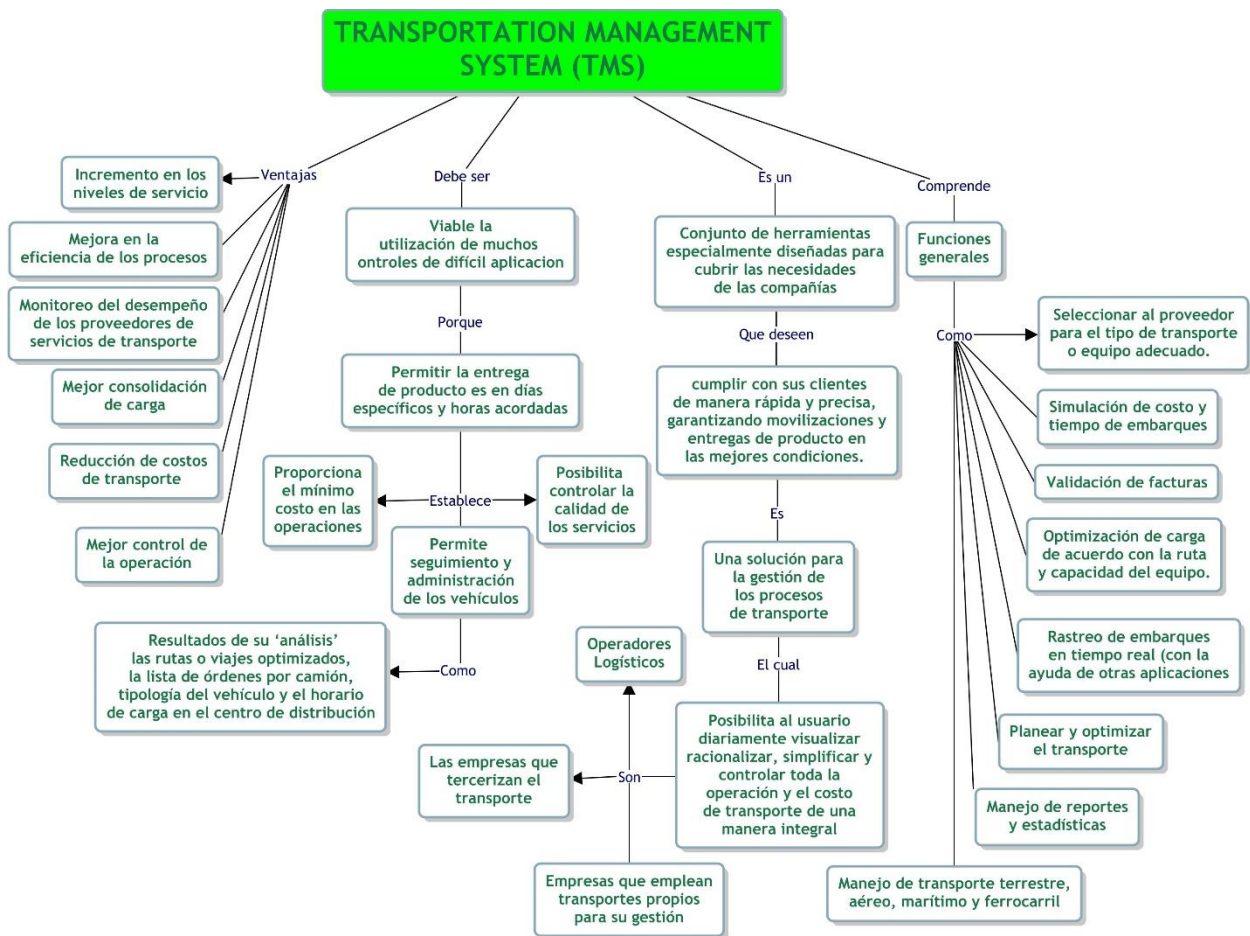 TRANSPORTATION MANAGEMENT
SYSTEM (TMS)
Ventajas
Incremento en los
niveles de servicio
Mejora en la
eficiencia de los procesos
Monitoreo del desempeño
de los proveedores de
servicios de transporte
Mejor consolidación
de carga
Reducción de costos
de transporte
Mejor control de
la operación
Debe ser
Viable la
utilización de muchos
ontroles de difícil aplicacion
Porque
Permitir la entrega
de producto es en días
específicos y horas acordadas
Establece
Proporciona
el mínimo
costo en las
operaciones
Posibilita
controlar la
calidad de
los servicios
Permite
seguimiento y
administración
de los vehículos
Como
Resultados de su ‘análisis’
las rutas o viajes optimizados,
la lista de órdenes por camión,
tipología del vehículo y el horario
de carga en el centro de distribución
Es un
Conjunto de herramientas
especialmente diseñadas para
cubrir las necesidades
de las compañías
Que deseen
cumplir con sus clientes
de manera rápida y precisa,
garantizando movilizaciones y
entregas de producto en
las mejores condiciones.
Es
Una solución para
la gestión de
los procesos
de transporte
El cual
Posibilita al usuario
diariamente visualizar
racionalizar, simplificar y
controlar toda la
operación y el costo
de transporte de una
manera integral
Son
Operadores
Logísticos
Las empresas que
tercerizan el
transporte
Empresas que emplean
transportes propios
para su gestión
Comprende
Funciones
generales
Como
Seleccionar al proveedor
para el tipo de transporte
o equipo adecuado.
Simulación de costo y
tiempo de embarques
Validación de facturas
Optimización de carga
de acuerdo con la ruta
y capacidad del equipo.
Rastreo de embarques
en tiempo real (con la
ayuda de otras aplicaciones
Planear y optimizar
el transporte
Manejo de reportes
y estadísticas
Manejo de transporte terrestre,
aéreo, marítimo y ferrocarril